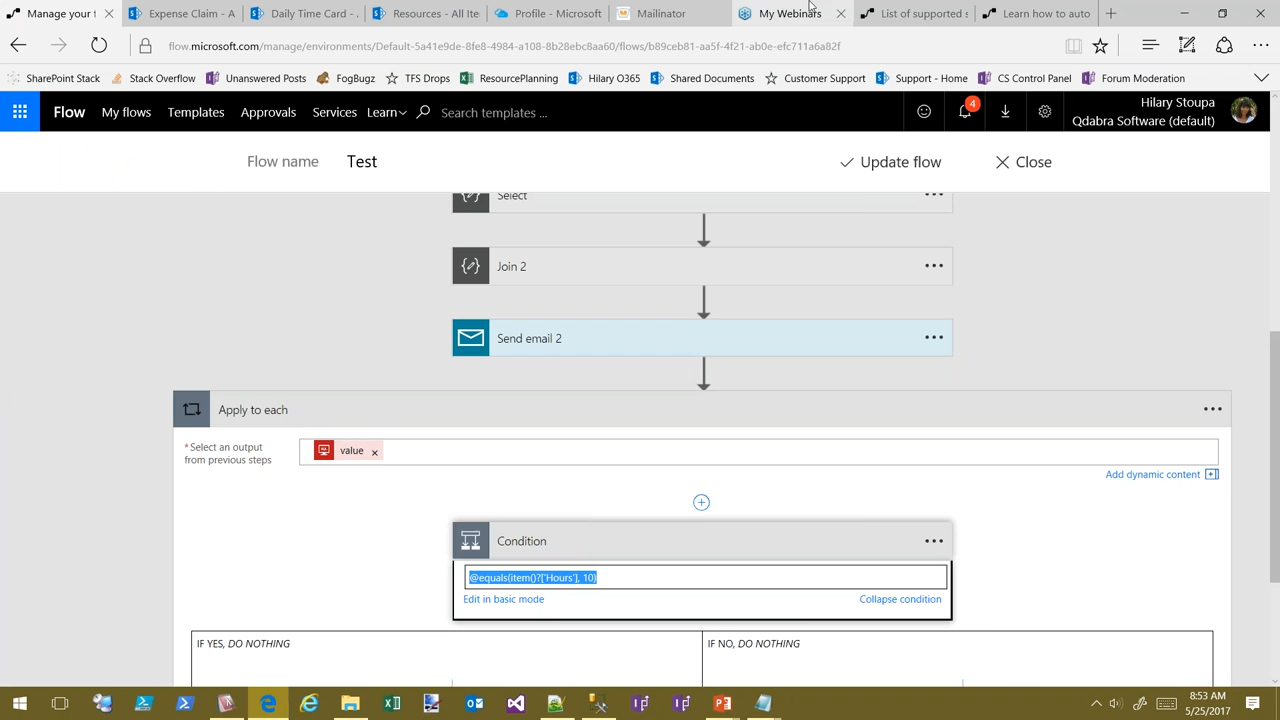 Manage your f
Expense Claim - A
Daily Time Card -
Resources - All Ite
Profile - Microsoft
Mailinator
My Webinars
List of supported s
Learn how to auto
flow.microsoft.com/manage/environments/Default-5a41e9de-8fe8-4984-a108-8b28ebc8aa60/flows/b89ceb81-aa5f-4f21-ab0e-efc711a6a82f
SharePoint Stack
Stack Overflow
Unanswered Posts
FogBugz
TFS Drops
ResourcePlanning
Hilary O365
Shared Documents
Customer Support
Support - Home
CS Control Panel
Forum Moderation
Flow
My flows
Templates
Approvals
Services
Learn
Search templates ...
4
Hilary Stoupa
Qdabra Software (default)
Flow name
Test
Update flow
Close
Select
Join 2
Send email 2
Apply to each
*Select an output
from previous steps
value
Add dynamic content
Condition
@equals(item()?['Hours'], 10)
Edit in basic mode
Collapse condition
IF YES, DO NOTHING
IF NO, DO NOTHING
8:53 AM
5/25/2017